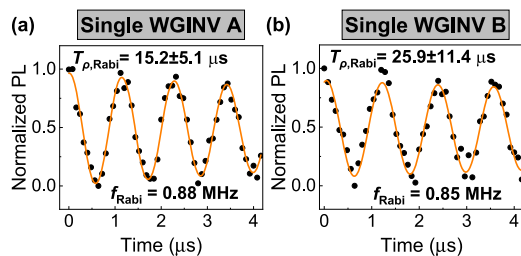 Single WGINV A
(a)
T_ρ,Rabi = 15.2±5.1 μs
1.0
0.5
0.0
Normalized PL
f_Rabi = 0.88 MHz
0 1 2 3 4
Time (μs)
Single WGINV B
(b)
T_ρ,Rabi = 25.9±11.4 μs
1.0
0.5
0.0
Normalized PL
f_Rabi = 0.85 MHz
0 1 2 3 4
Time (μs)